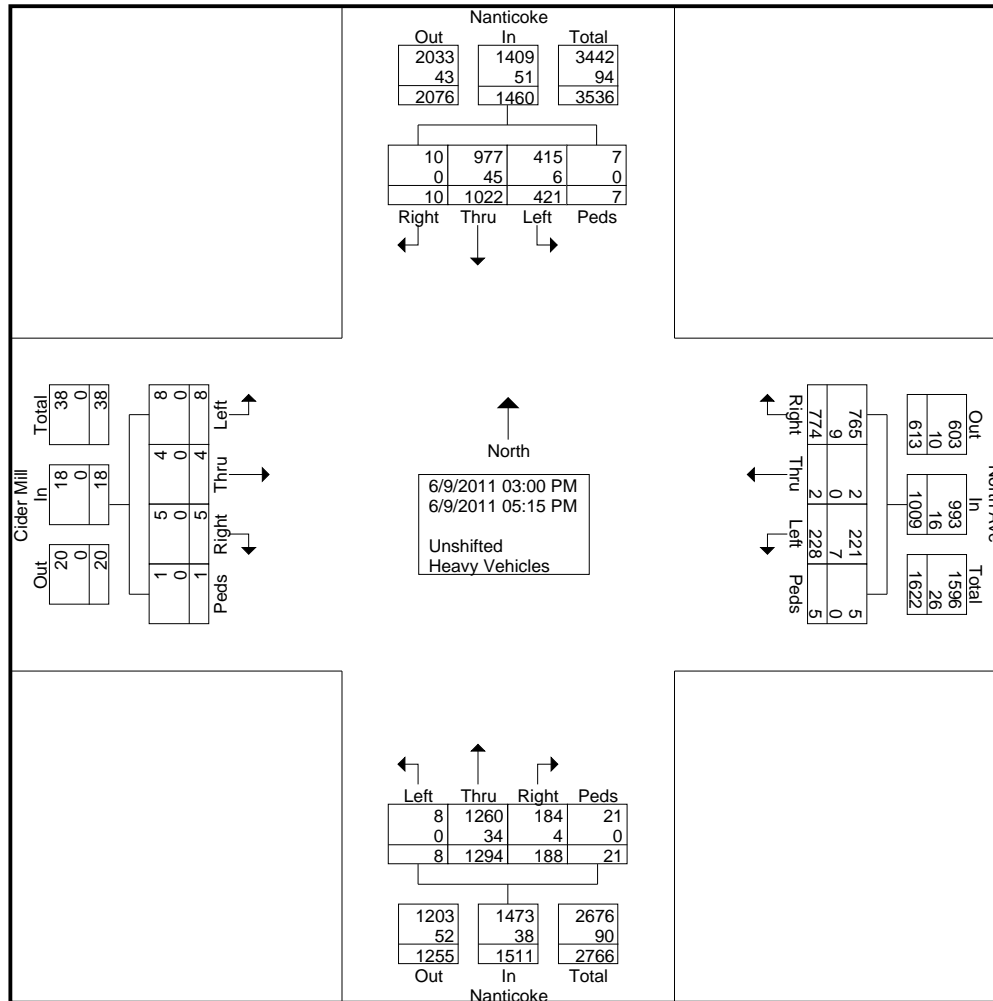 Nanticoke
Out In Total
2033 1409 3442
43 51 94
2076 1460 3536
10 977 415 7
0 45 6 0
10 1022 421 7
Right Thru Left Peds
Cider Mill
Total In Out
38 18 20
0 0 0
38 18 20
8 4 5 1
0 0 0 0
8 4 5 1
Left Thru Right Peds
North
6/9/2011 03:00 PM
6/9/2011 05:15 PM
Unshifted
Heavy Vehicles
Out In Total
603 993 1596
10 16 26
613 1009 1622
765 2 221 5
9 0 7 0
774 2 228 5
Right Thru Left Peds
Left Thru Right Peds
8 1260 184 21
0 34 4 0
8 1294 188 21
1203 1473 2676
52 38 90
1255 1511 2766
Out In Total
Nanticoke